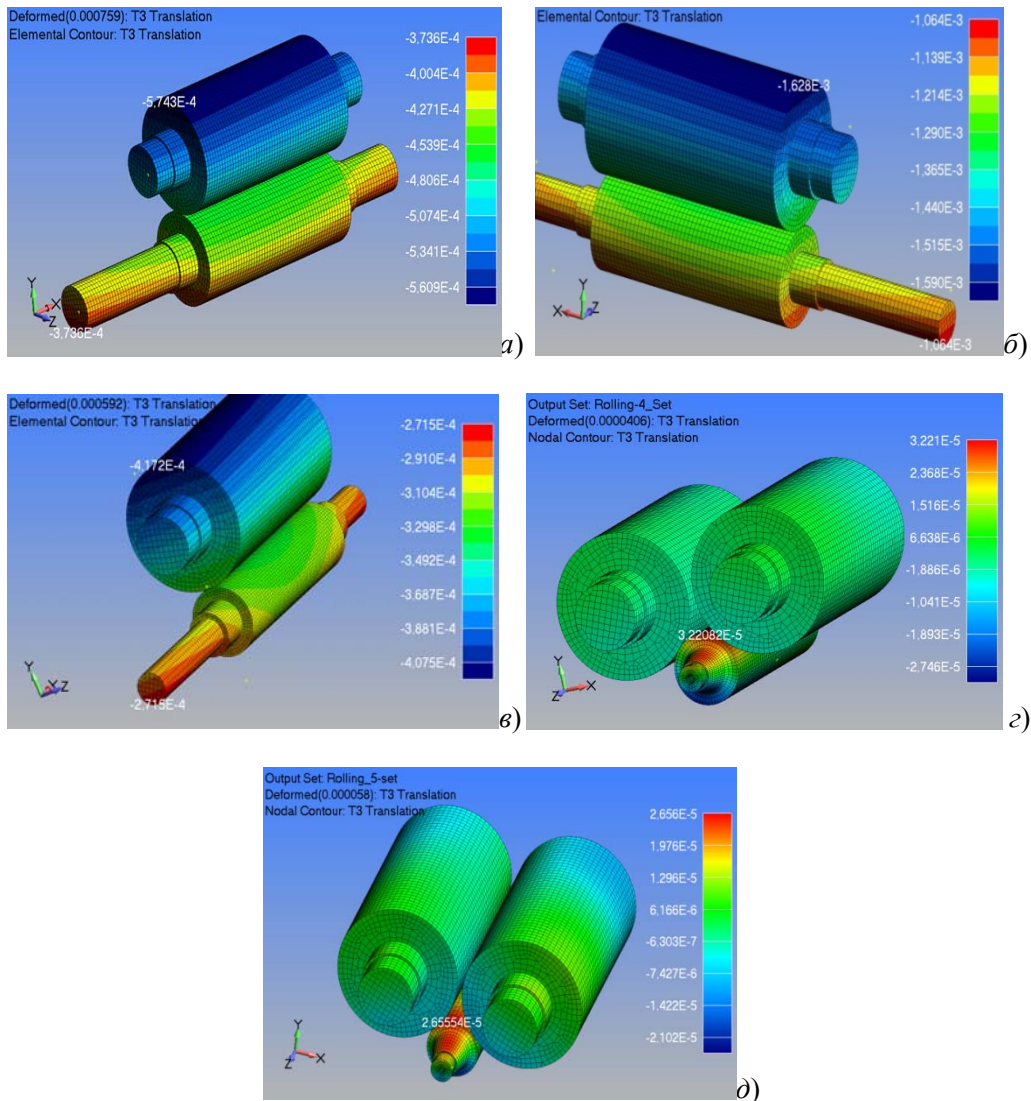 Deformed(0.000759): T3 Translation
Elemental Contour: T3 Translation
-3.736E-4
-4.004E-4
-4.271E-4
-4.539E-4
-4.806E-4
-5.074E-4
-5.341E-4
-5.609E-4
-5,743E-4
-3,736E-4
Y
X
Z
а)
Elemental Contour: T3 Translation
-1.064E-3
-1.139E-3
-1.214E-3
-1.290E-3
-1.365E-3
-1.440E-3
-1.515E-3
-1.590E-3
-1,628E-3
-1,064E-3
Y
X
Z
б)
Deformed(0.000592): T3 Translation
Elemental Contour: T3 Translation
-2.715E-4
-2.910E-4
-3.104E-4
-3.298E-4
-3.492E-4
-3.687E-4
-3.881E-4
-4.075E-4
-4,172E-4
-2,715E-4
Y
X
Z
в)
Output Set: Rolling-4_Set
Deformed(0.0000406): T3 Translation
Nodal Contour: T3 Translation
3.221E-5
2.368E-5
1.516E-5
6.638E-6
-1.886E-6
-1.041E-5
-1.893E-5
-2.746E-5
3,22082E-5
Y
Z
X
г)
Output Set: Rolling_5-set
Deformed(0.000058): T3 Translation
Nodal Contour: T3 Translation
2.656E-5
1.976E-5
1.296E-5
6.166E-6
-6.303E-7
-7.427E-6
-1.422E-5
-2.102E-5
2,65554E-5
Y
Z
X
д)